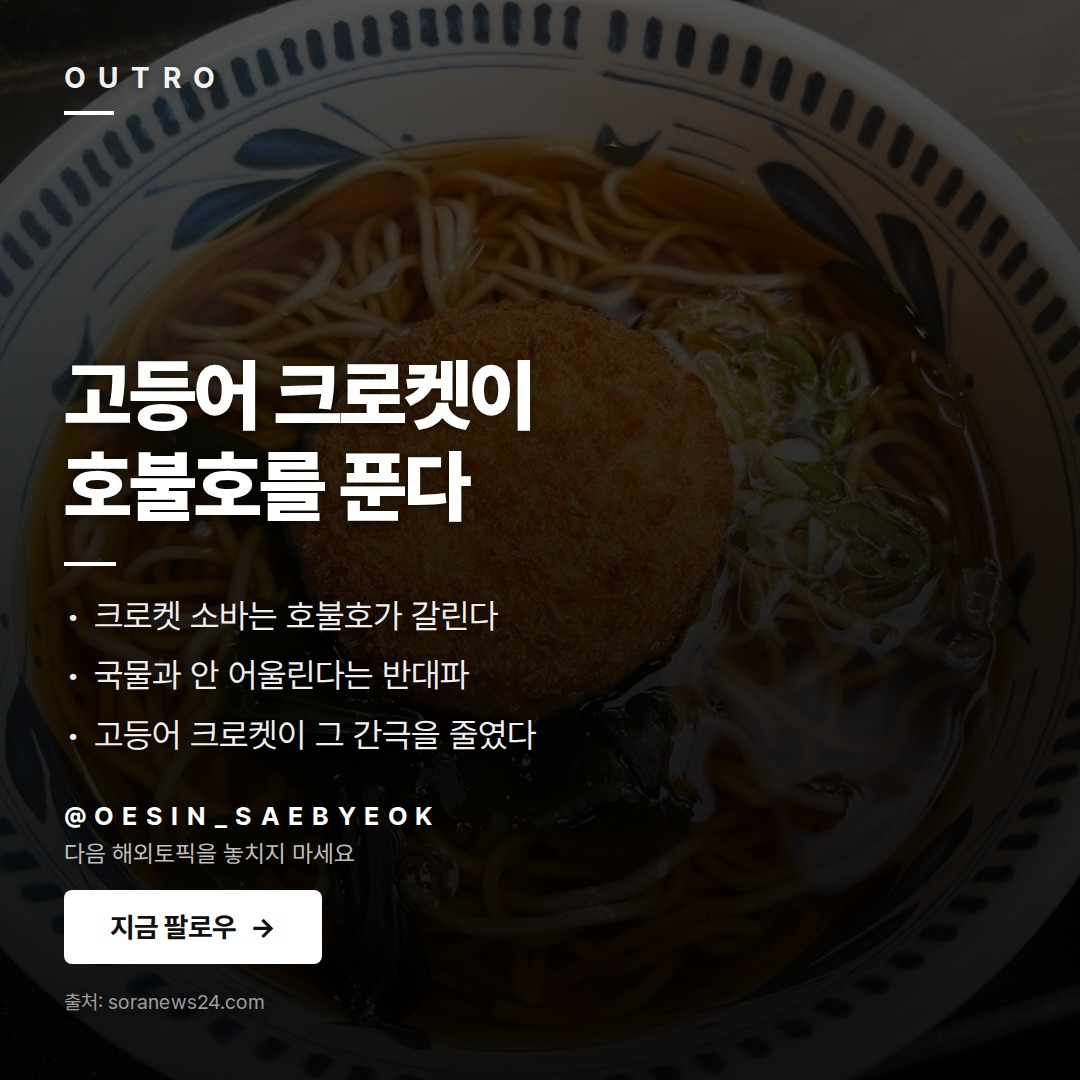 OUTRO
고등어 크로켓이
호불호를 푼다
• 크로켓 소바는 호불호가 갈린다
• 국물과 안 어울린다는 반대파
• 고등어 크로켓이 그 간극을 줄였다
@OESIN_SAEBYEOK
다음 해외토픽을 놓치지 마세요
지금 팔로우 →
출처: soranews24.com